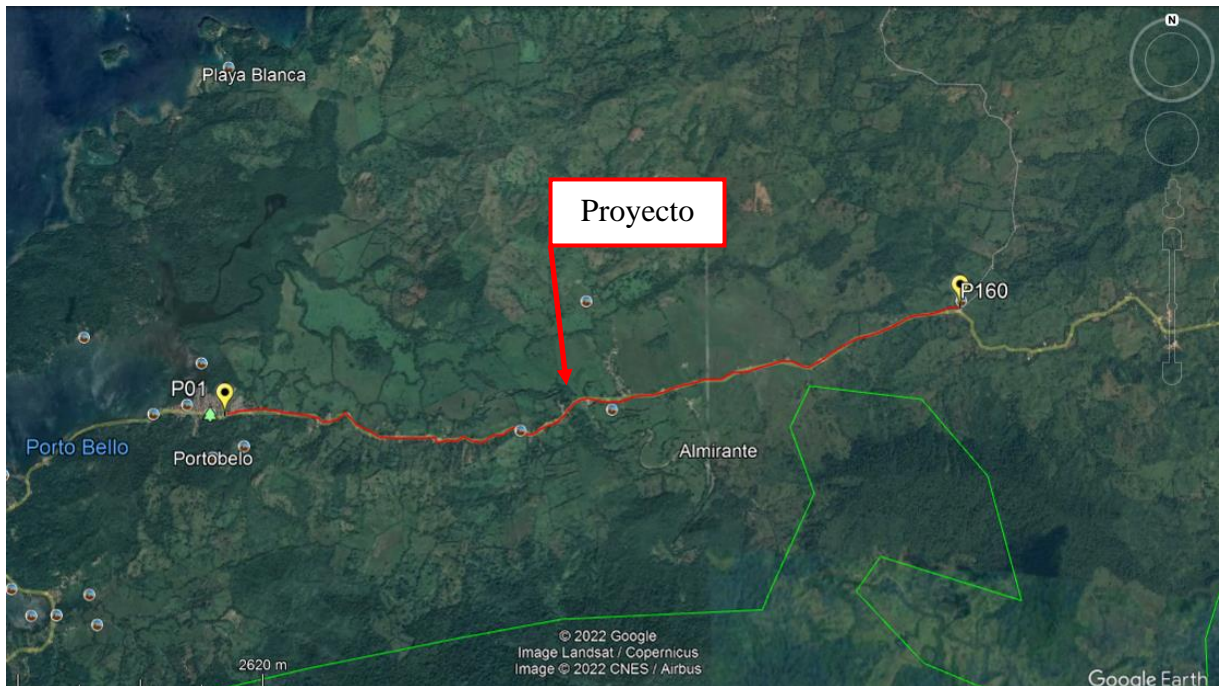 N
Playa Blanca
Proyecto
P160
P01
Porto Bello
Portobelo
Almirante
© 2022 Google
Image Landsat / Copernicus
Image © 2022 CNES / Airbus
2620 m
Google Earth